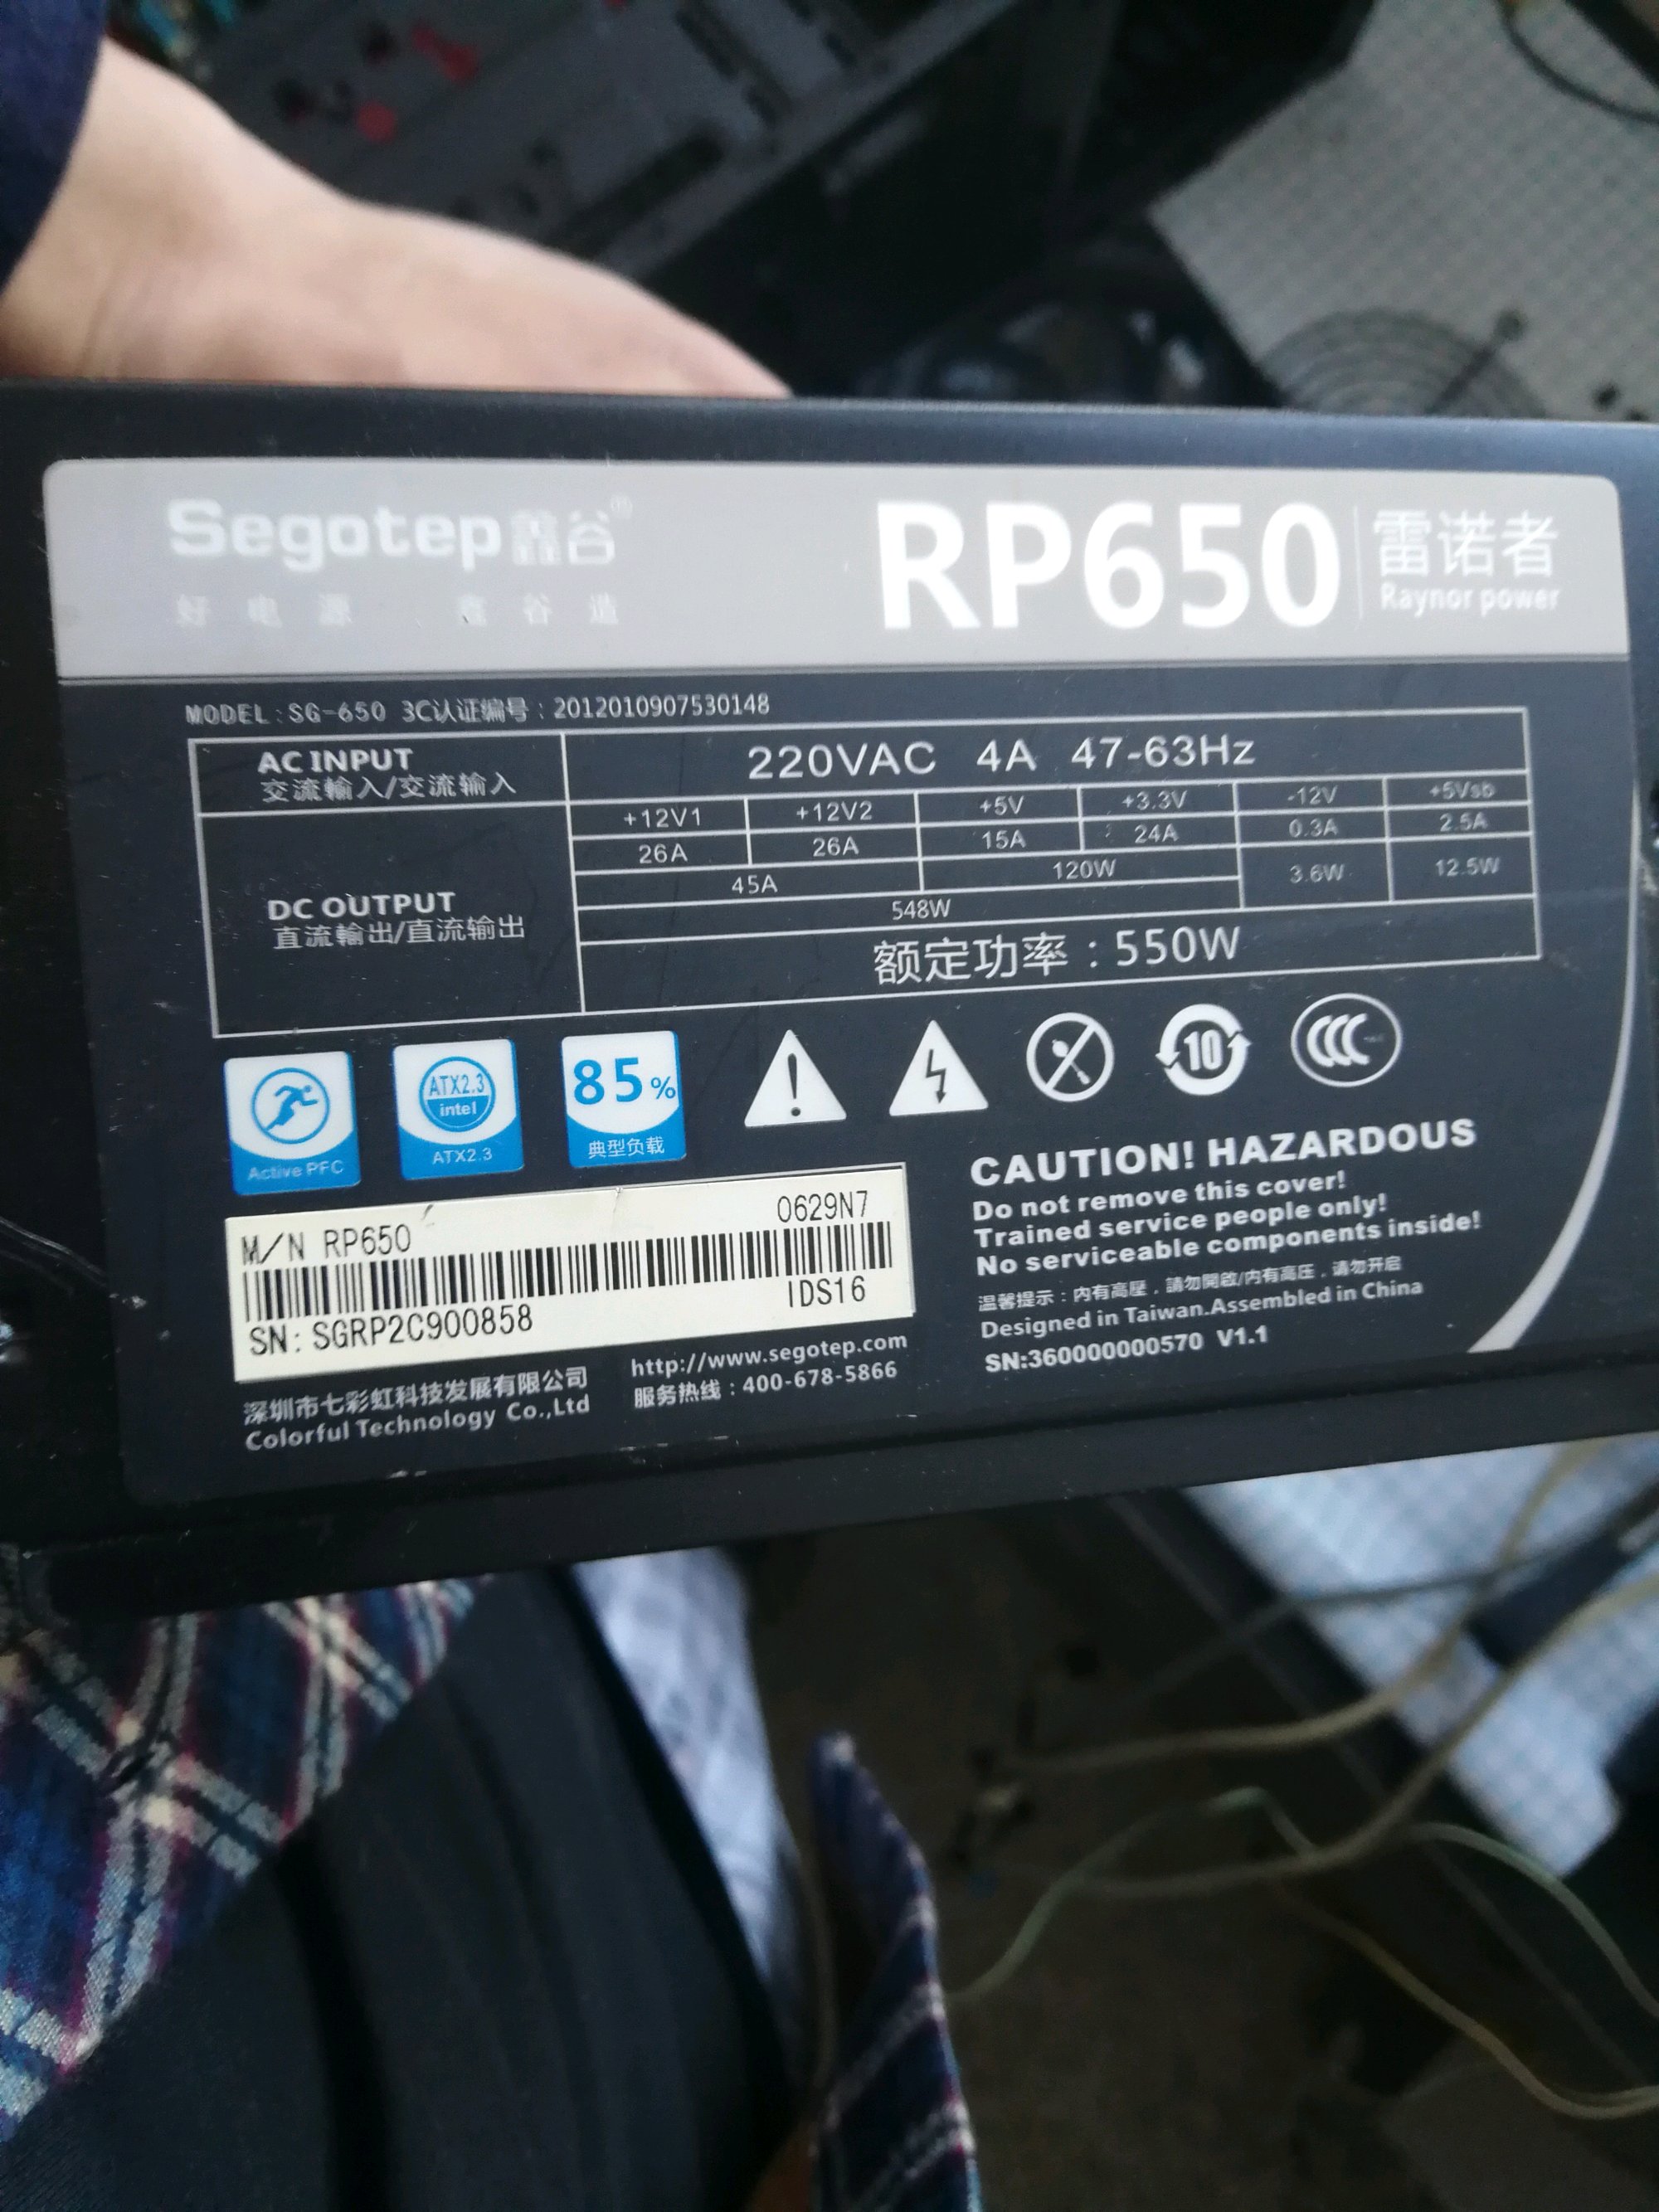 Segotep鑫谷®
好电源 鑫谷造
RP650
雷诺者
Raynor power
MODEL:SG-650 3C认证编号:2012010907530148
AC INPUT
交流輸入/交流输入
220VAC 4A 47-63Hz
DC OUTPUT
直流輸出/直流输出
+12V1 +12V2 +5V +3.3V -12V +5Vsb
26A 26A 15A 24A 0.3A 2.5A
45A 120W 3.6W 12.5W
548W
额定功率:550W
Active PFC
ATX2.3
intel
ATX2.3
85%
典型负载
10
CCC
M/N RP650 0629N7
SN: SGRP2C900858 IDS16
深圳市七彩虹科技发展有限公司
Colorful Technology Co.,Ltd
http://www.segotep.com
服务热线:400-678-5866
CAUTION! HAZARDOUS
Do not remove this cover!
Trained service people only!
No serviceable components inside!
温馨提示:内有高壓,請勿開啟/内有高压,请勿开启
Designed in Taiwan.Assembled in China
SN:360000000570 V1.1